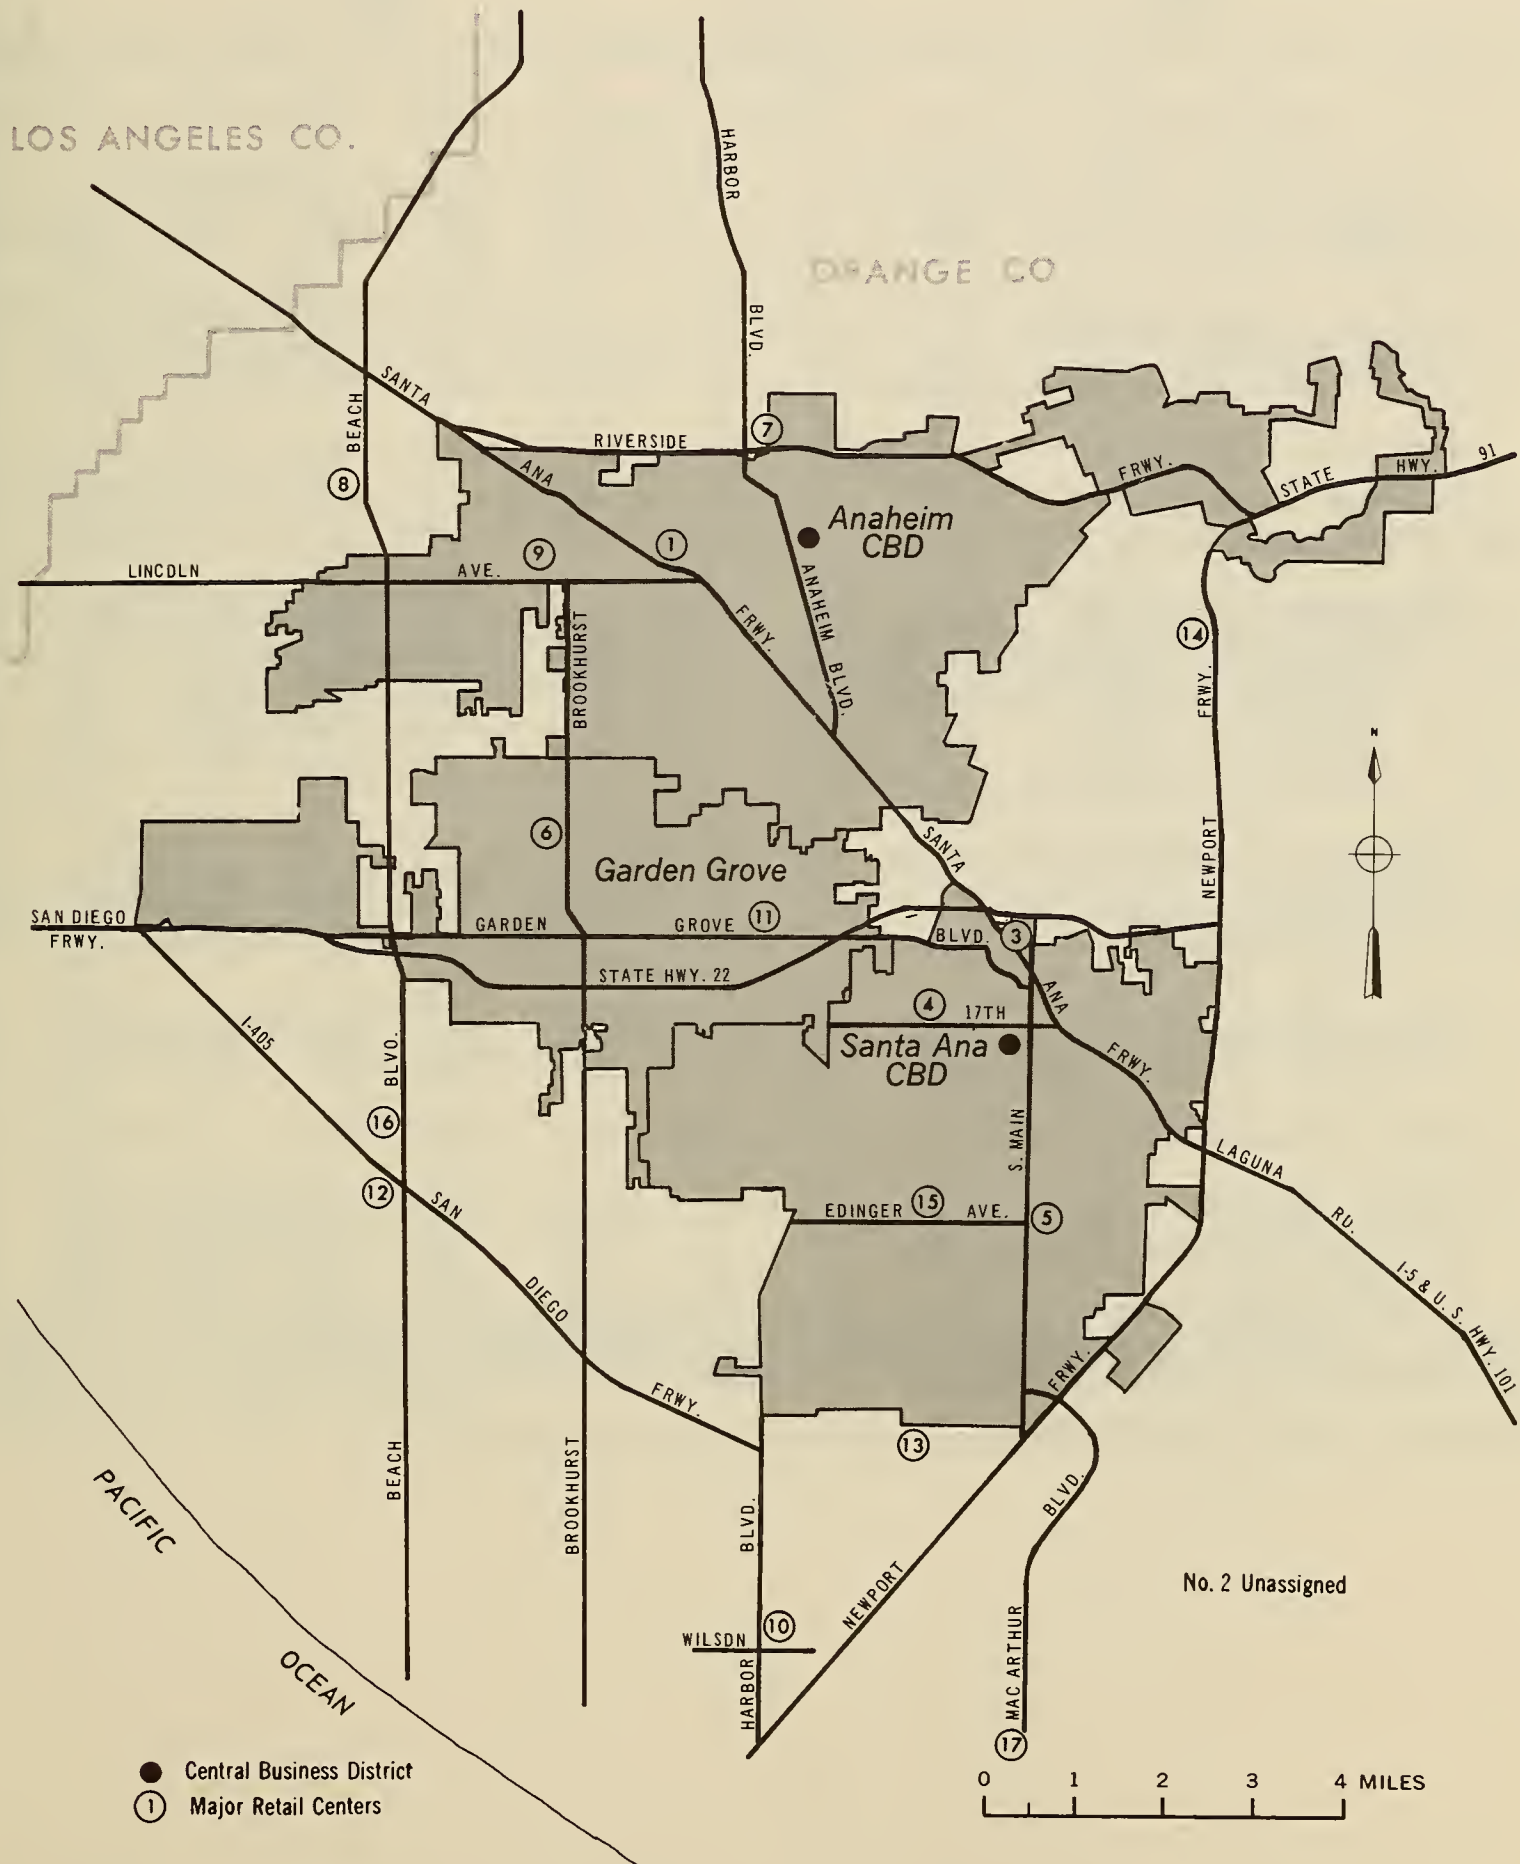 LOS ANGELES CO.
HARBOR
ORANGE CO
BLVD.
SANTA
BEACH
7
RIVERSIDE
91
HWY.
FRWY.
STATE
ANA
8
Anaheim
CBD
1
9
LINCOLN
AVE.
ANAHEIM BLVD.
FRWY.
BROOKHURST
14
FRWY.
N
6
SANTA
Garden Grove
NEWPORT
SAN DIEGO
FRWY.
GARDEN
GROVE
11
BLVD.
3
STATE HWY. 22
ANA
4
17TH
I-405
BLVD.
Santa Ana
CBD
FRWY.
16
S. MAIN
LAGUNA
12
SAN
EDINGER
15
AVE.
5
RD.
DIEGO
I-5 & U.S. HWY. 101
FRWY.
FRWY.
13
BEACH
BROOKHURST
BLVD.
BLVD.
PACIFIC
OCEAN
NEWPORT
No. 2 Unassigned
10
WILSON
HARBOR
MAC ARTHUR
17
Central Business District
1 Major Retail Centers
0 1 2 3 4 MILES